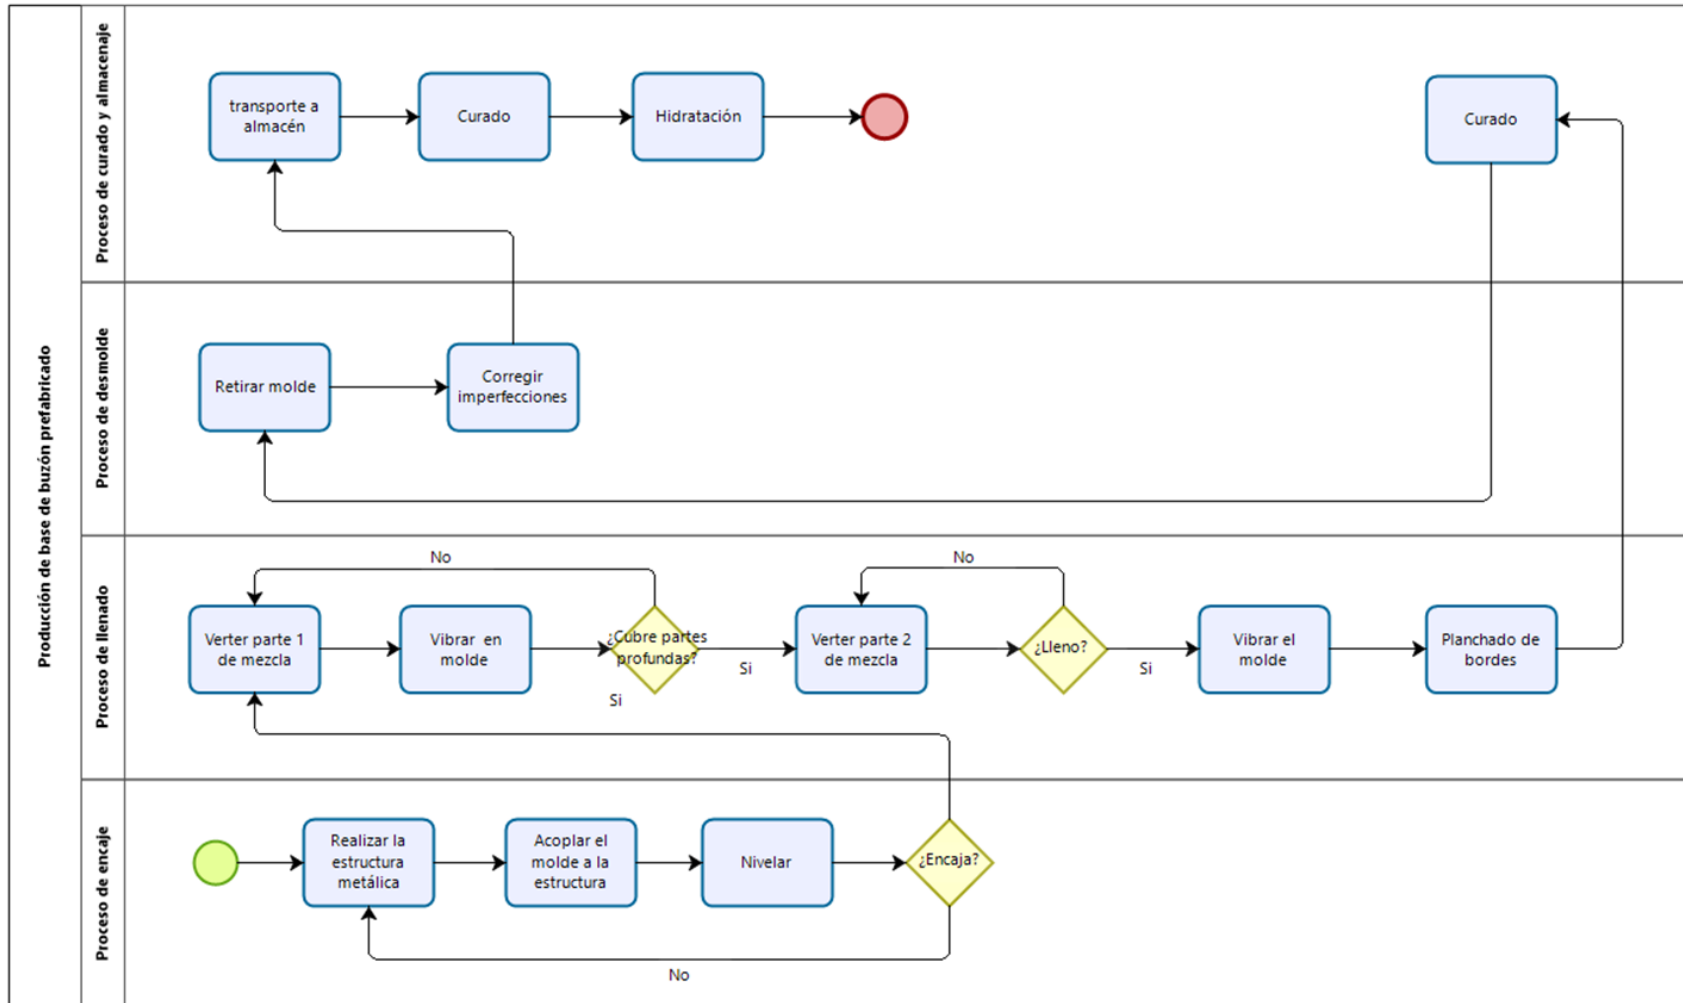 Producción de base de buzón prefabricado
Proceso de curado y almacenaje
transporte a
almacén
Curado
Hidratación
Curado
Proceso de desmolde
Retirar molde
Corregir
imperfecciones
Proceso de llenado
No
No
Verter parte 1
de mezcla
Vibrar en
molde
¿Cubre partes
profundas?
Si
Si
Verter parte 2
de mezcla
¿Lleno?
Si
Vibrar el
molde
Planchado de
bordes
Proceso de encaje
Realizar la
estructura
metálica
Acoplar el
molde a la
estructura
Nivelar
¿Encaja?
No